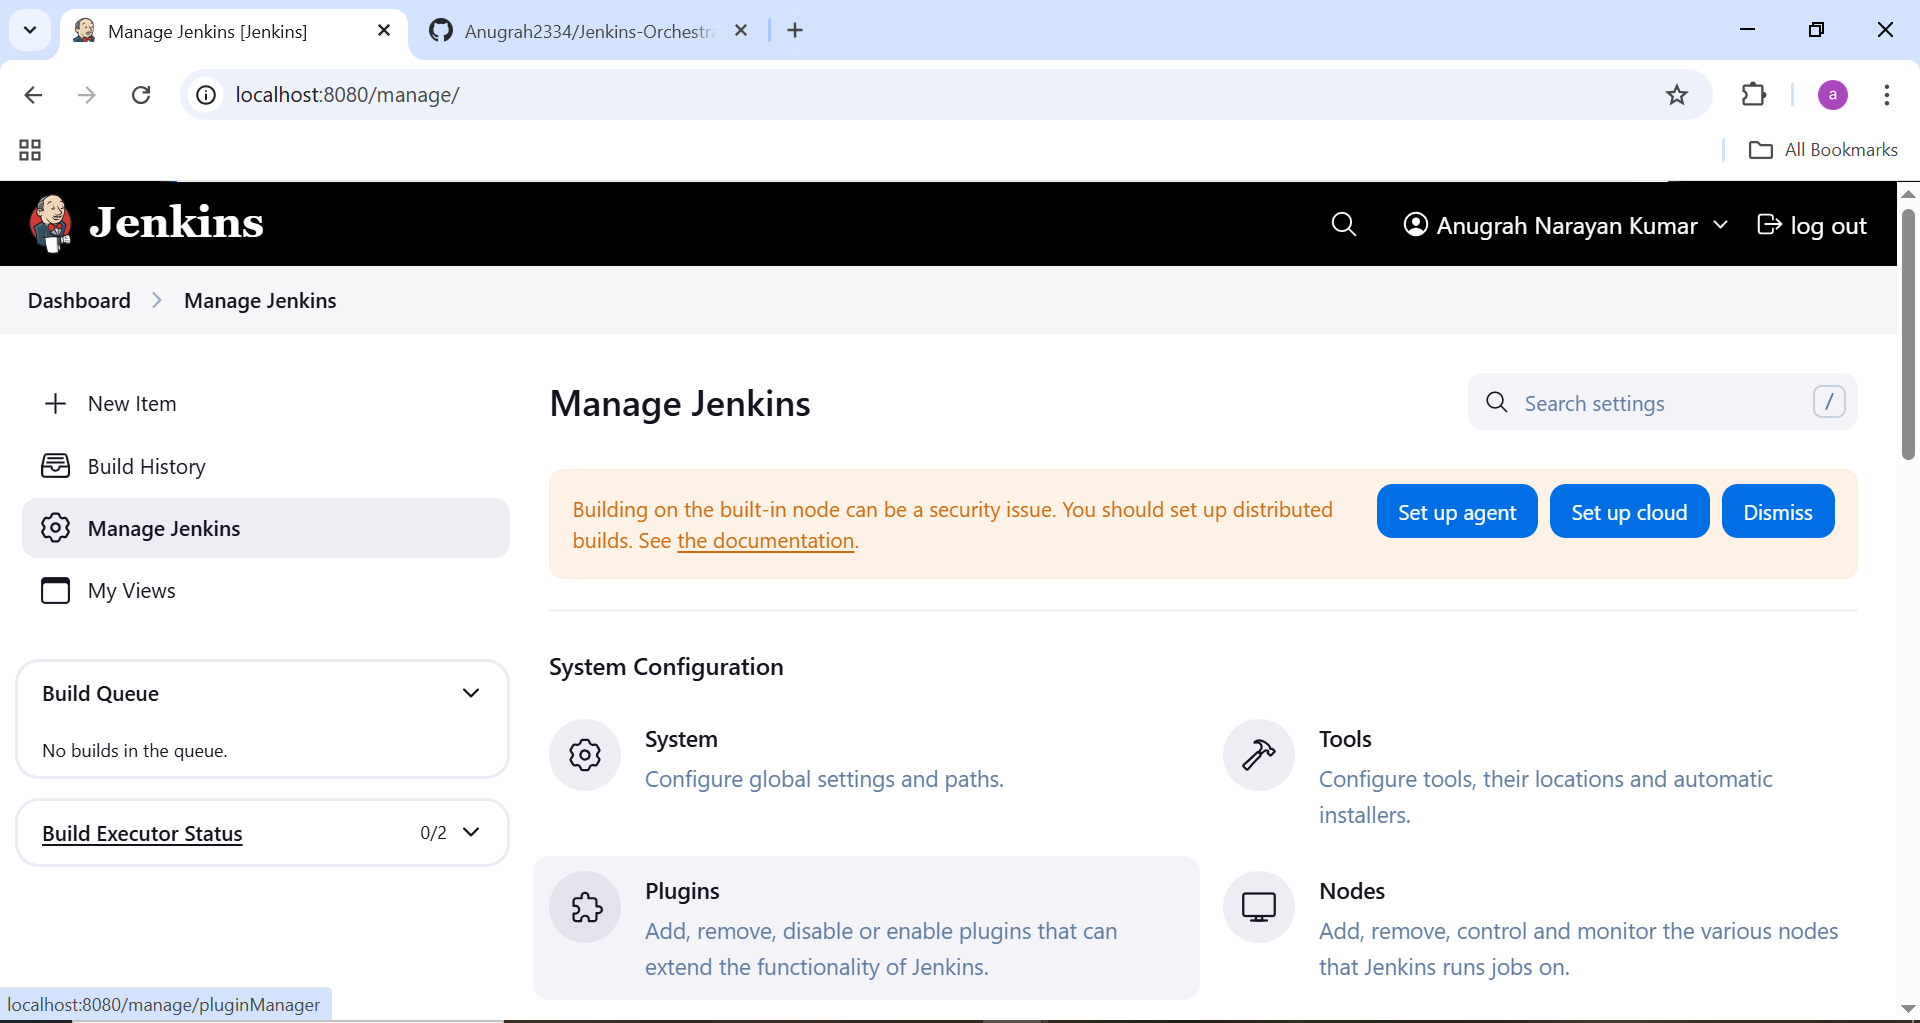 Manage Jenkins [Jenkins]
Anugrah2334/Jenkins-Orchestra
localhost:8080/manage/
a
All Bookmarks
Jenkins
Anugrah Narayan Kumar
log out
Dashboard
Manage Jenkins
New Item
Build History
Manage Jenkins
My Views
Build Queue
No builds in the queue.
Build Executor Status
0/2
Manage Jenkins
Search settings
/
Building on the built-in node can be a security issue. You should set up distributed
builds. See the documentation.
Set up agent
Set up cloud
Dismiss
System Configuration
System
Configure global settings and paths.
Tools
Configure tools, their locations and automatic
installers.
Plugins
Add, remove, disable or enable plugins that can
extend the functionality of Jenkins.
Nodes
Add, remove, control and monitor the various nodes
that Jenkins runs jobs on.
localhost:8080/manage/pluginManager